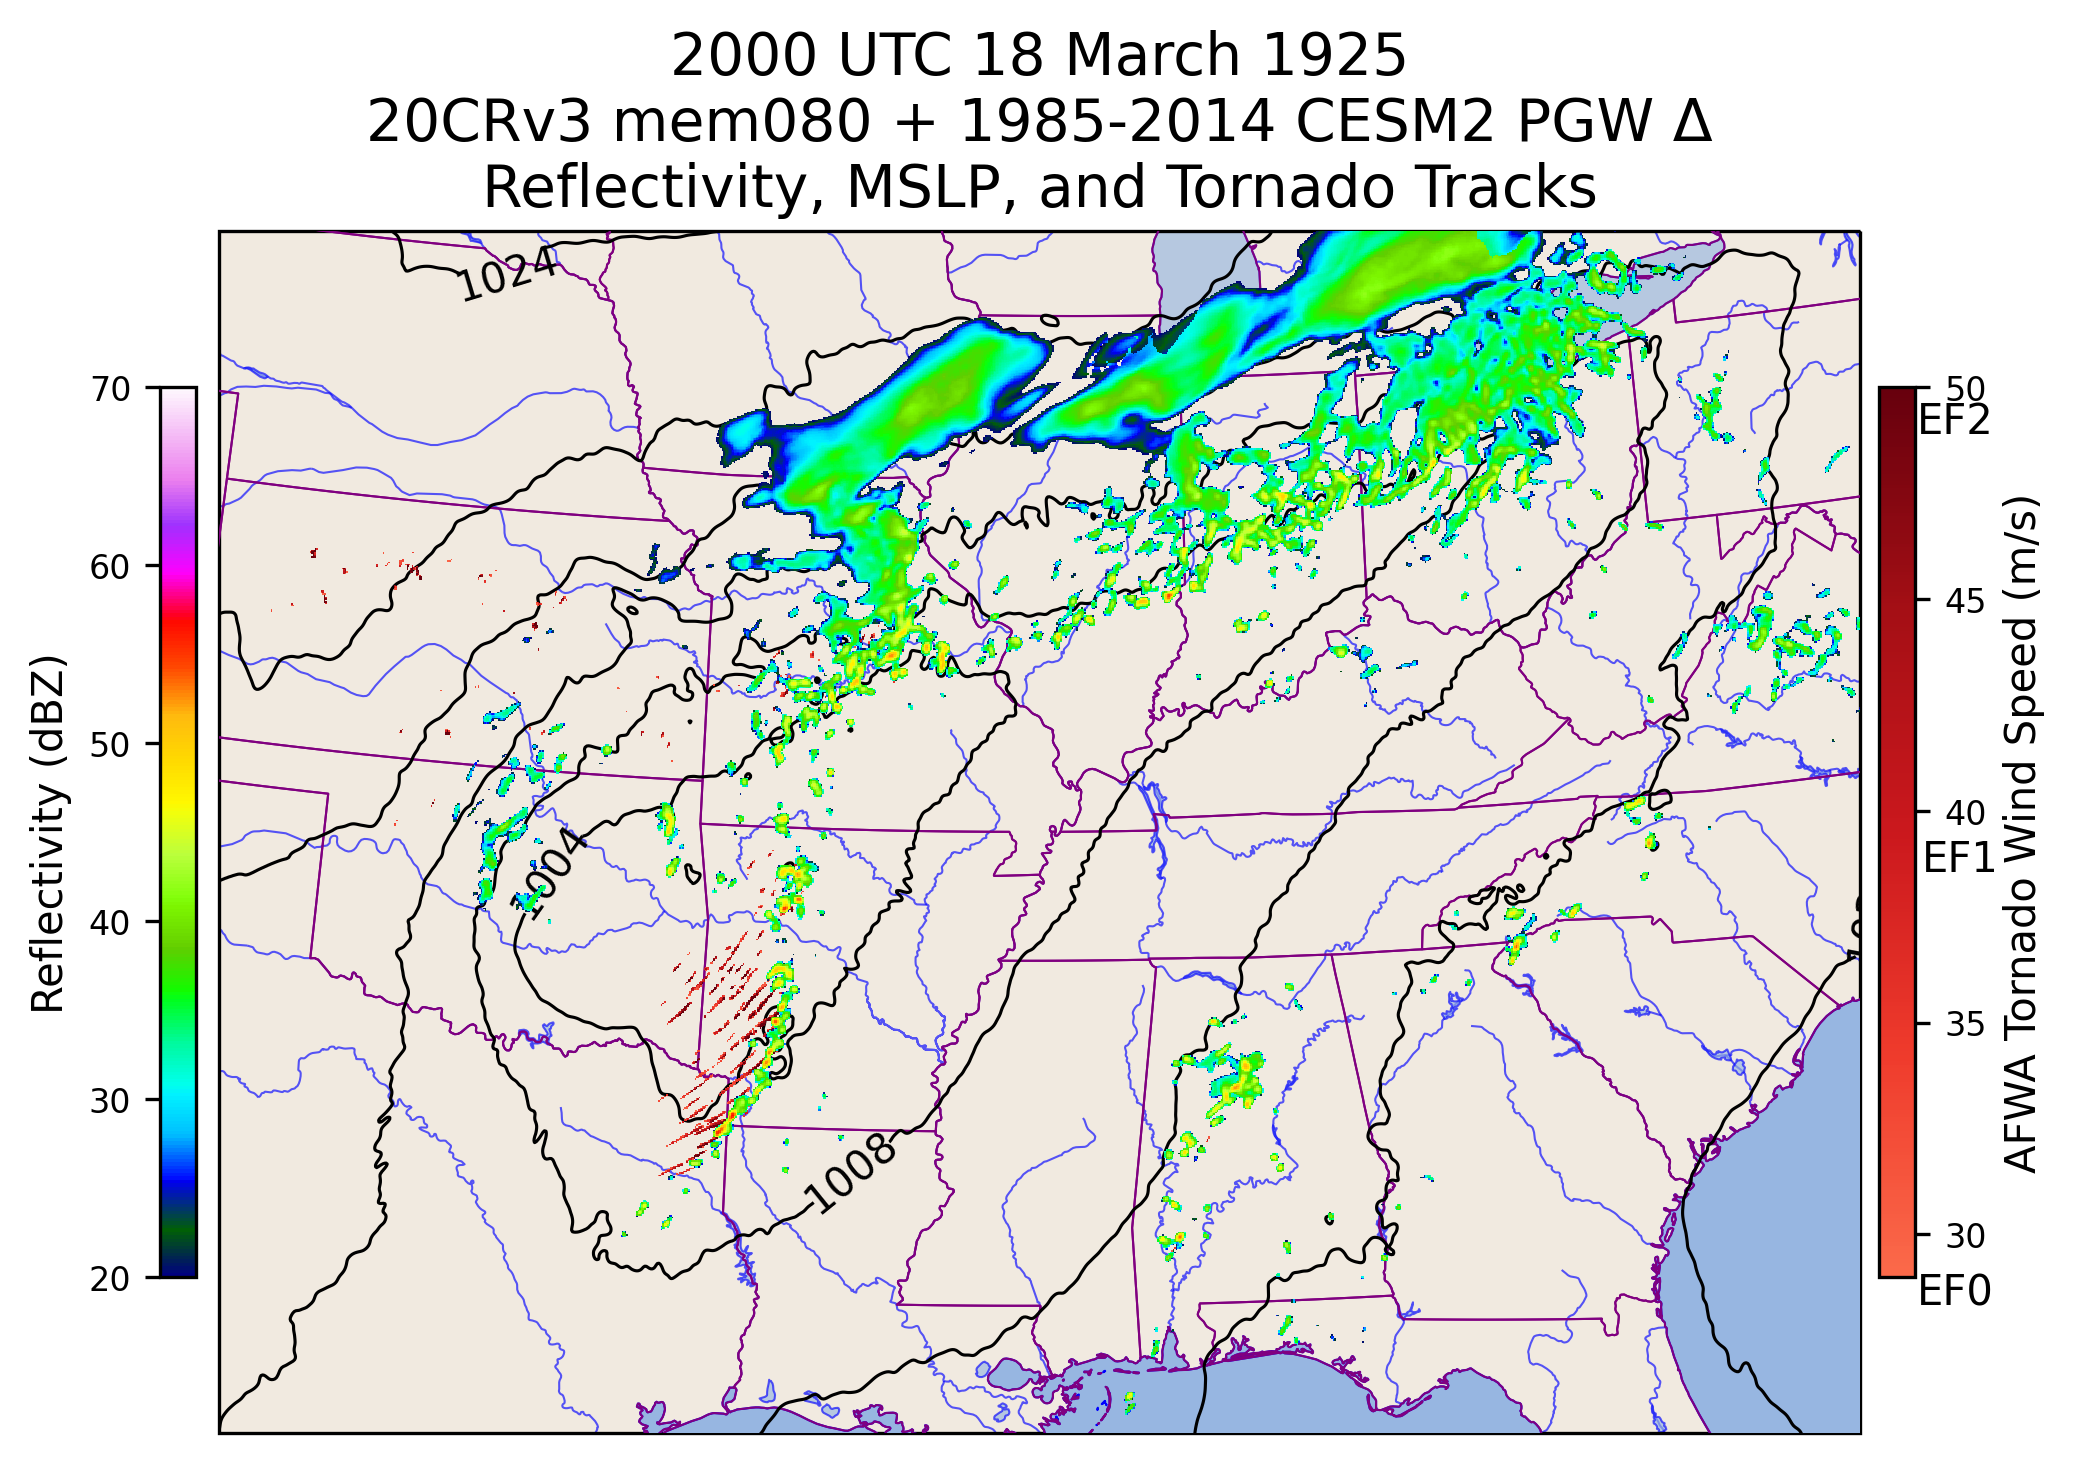 2000 UTC 18 March 1925
20CRv3 mem080 + 1985-2014 CESM2 PGW Δ
Reflectivity, MSLP, and Tornado Tracks
1024
1004
1008
Reflectivity (dBZ)
70
60
50
40
30
20
50
EF2
45
40
EF1
35
30
EF0
AFWA Tornado Wind Speed (m/s)